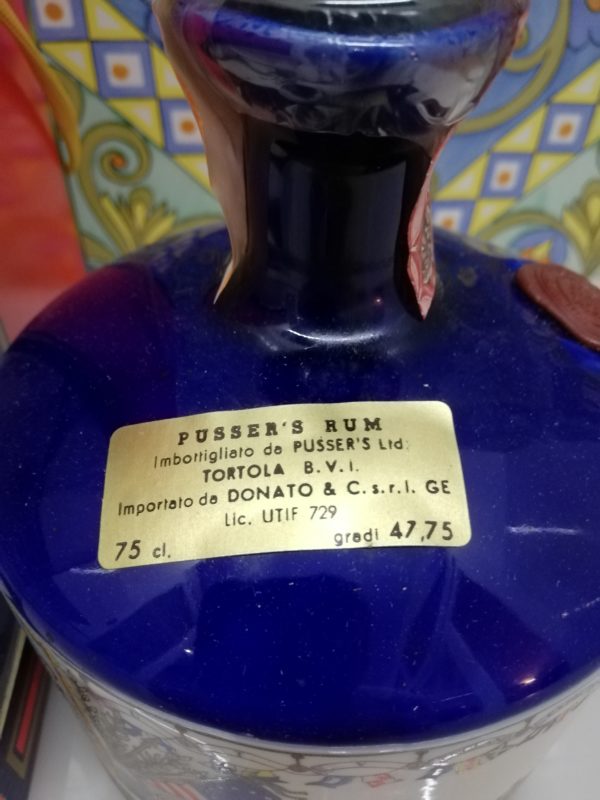 PUSSER'S RUM
Imbottigliato da PUSSER'S Ltd.
TORTOLA B.V.I.
Importato da DONATO & C. s.r.l. GE
Lic. UTIF 729
75 cl. gradi 47,75